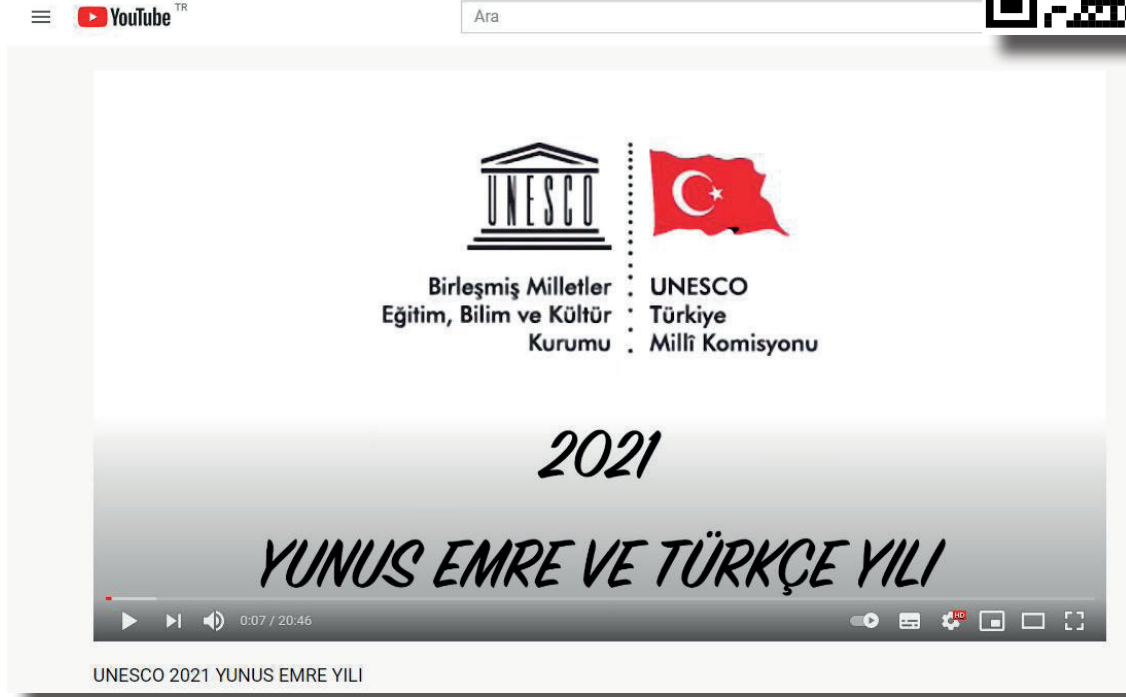 YouTube TR
Ara
UNESCO
Birleşmiş Milletler
Eğitim, Bilim ve Kültür
Kurumu
UNESCO
Türkiye
Millî Komisyonu
2021
YUNUS EMRE VE TÜRKÇE YILI
0:07 / 20:46
HD
UNESCO 2021 YUNUS EMRE YILI